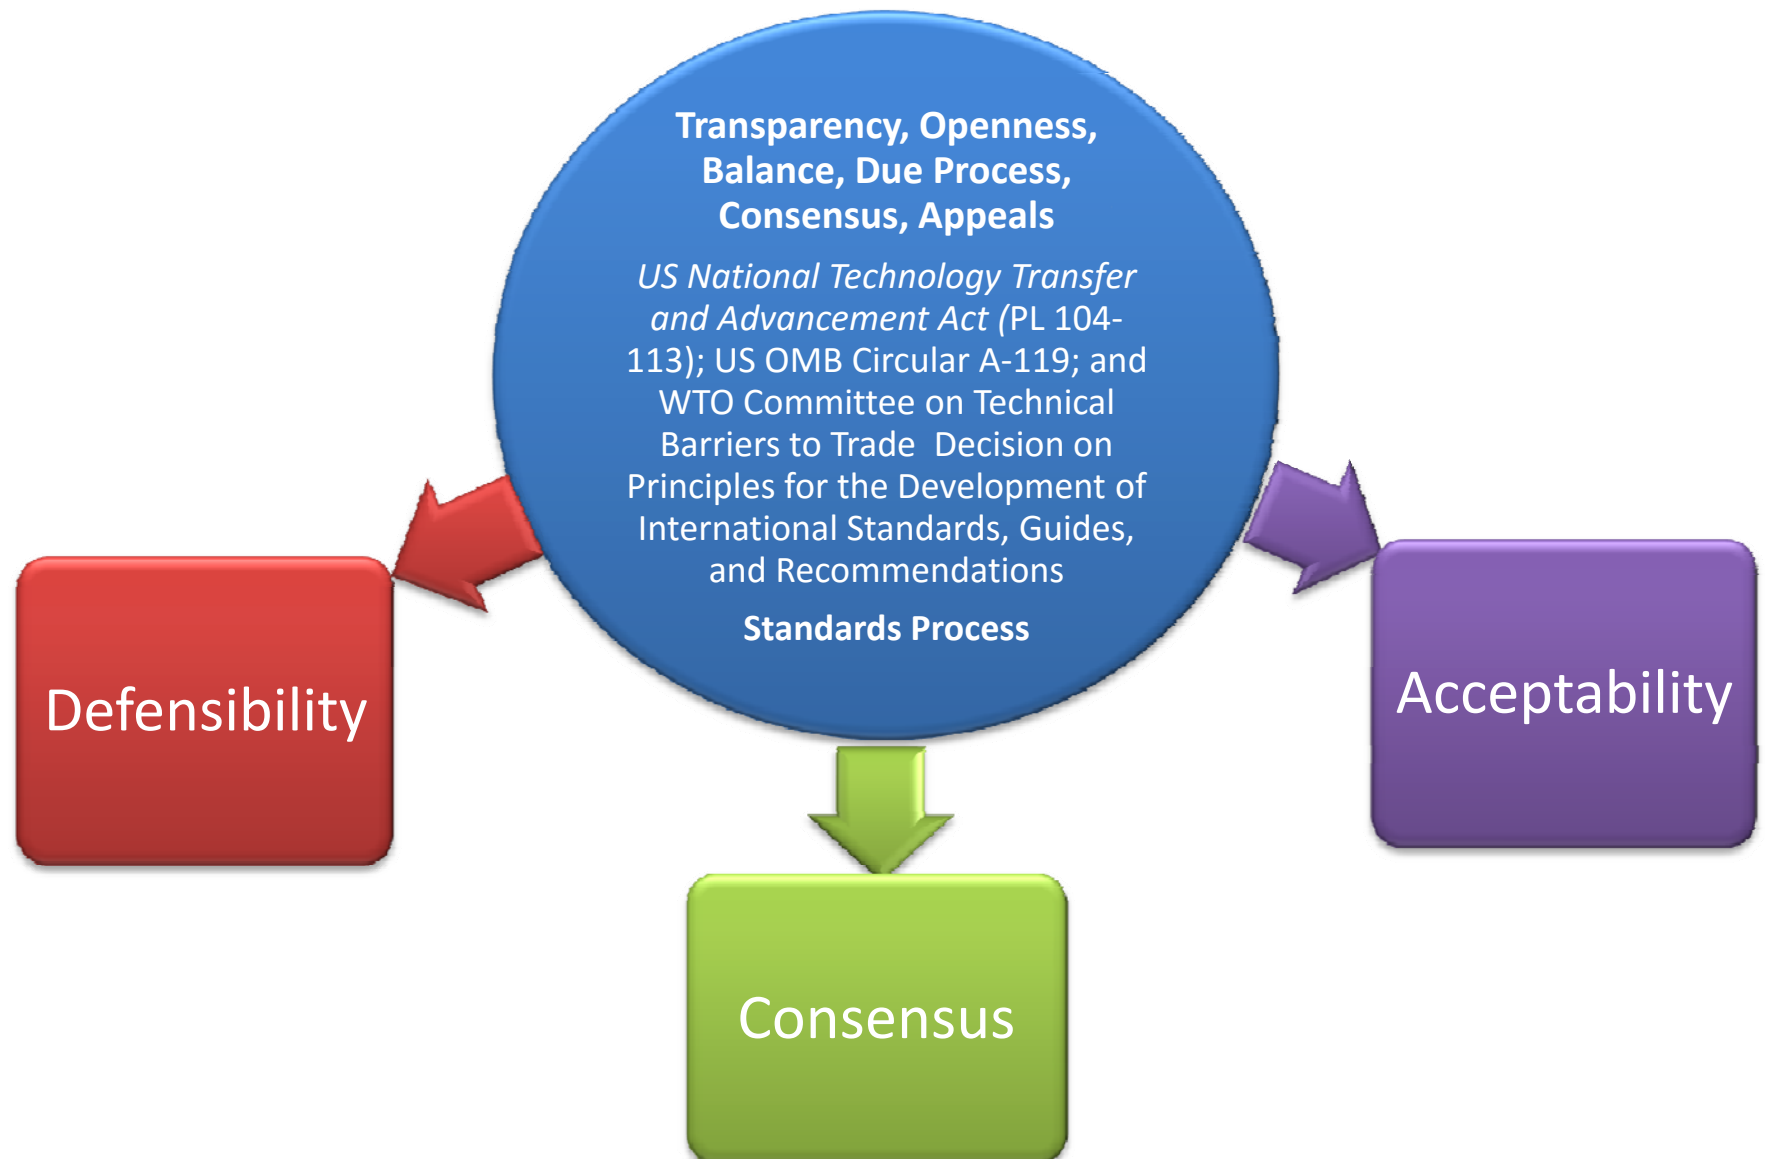 Transparency, Openness,
Balance, Due Process,
Consensus, Appeals
US National Technology Transfer
and Advancement Act (PL 104-
113); US OMB Circular A-119; and
WTO Committee on Technical
Barriers to Trade  Decision on
Principles for the Development of
International Standards, Guides,
and Recommendations
Standards Process
Defensibility
Acceptability
Consensus